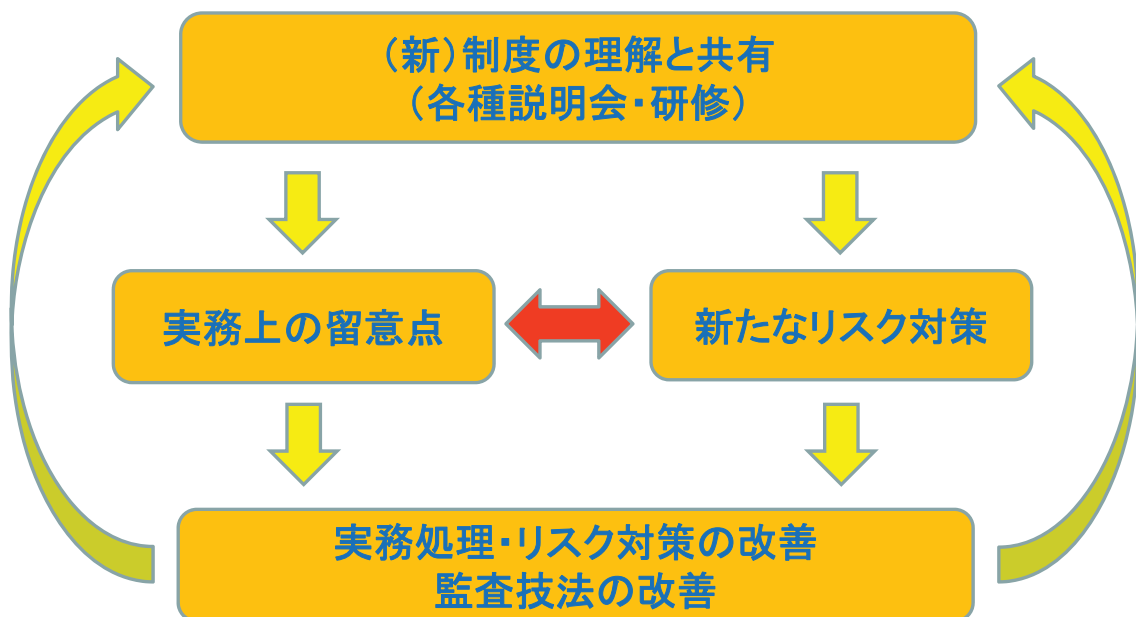 （新）制度の理解と共有
（各種説明会・研修）
実務上の留意点
新たなリスク対策
実務処理・リスク対策の改善
監査技法の改善